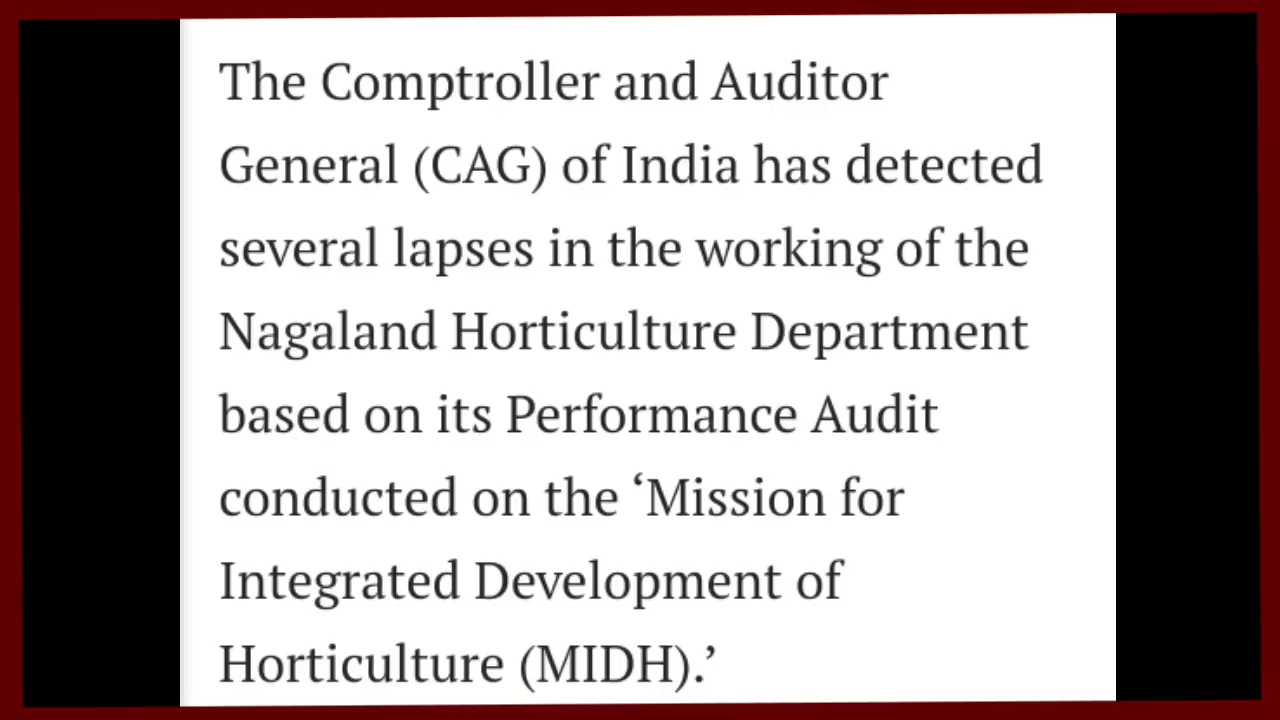 The Comptroller and Auditor
General (CAG) of India has detected
several lapses in the working of the
Nagaland Horticulture Department
based on its Performance Audit
conducted on the ‘Mission for
Integrated Development of
Horticulture (MIDH).’